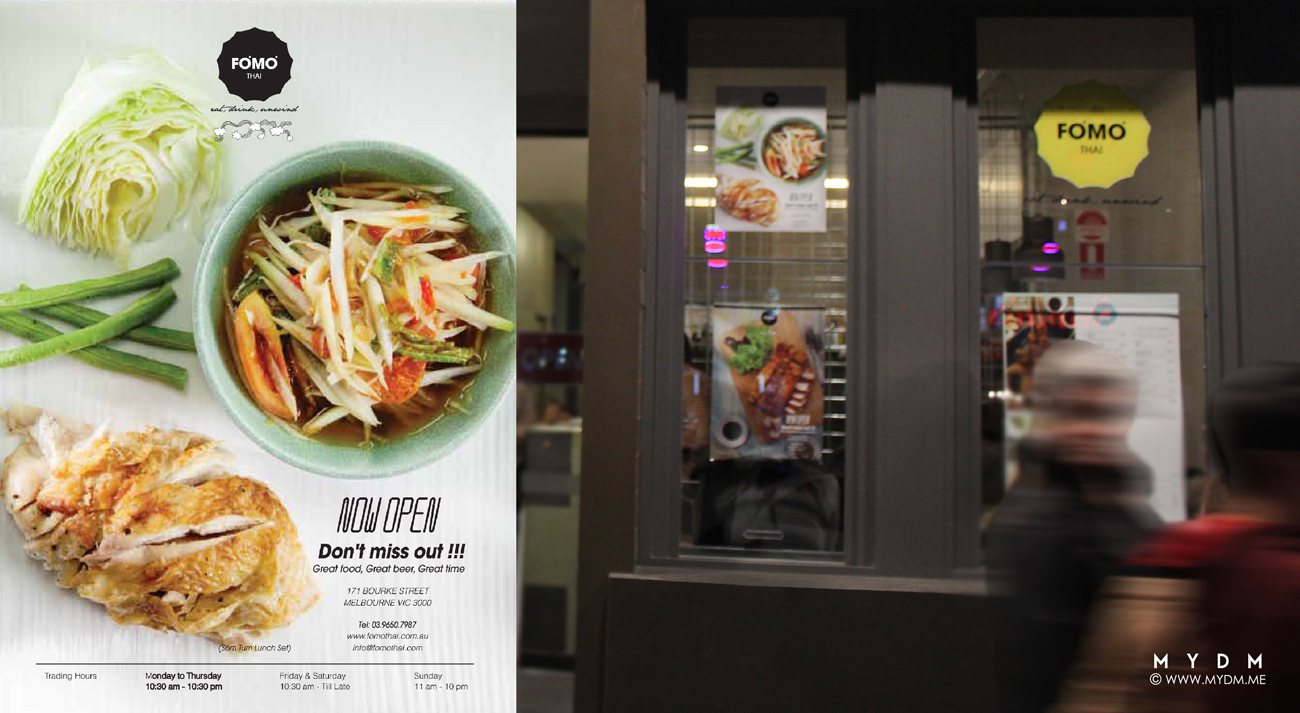 FOMO
THAI
eat, drink, unwind
NOW OPEN
Don't miss out !!!
Great food, Great beer, Great time
171 BOURKE STREET
MELBOURNE VIC 3000
Tel: 03.9650.7987
www.fomothai.com.au
info@fomothai.com
(Som Tum Lunch Set)
Trading Hours
Monday to Thursday
10:30 am - 10:30 pm
Friday & Saturday
10:30 am - Till Late
Sunday
11 am - 10 pm
FOMO
THAI
eat, drink, unwind
NOW OPEN
MYDM
© WWW.MYDM.ME